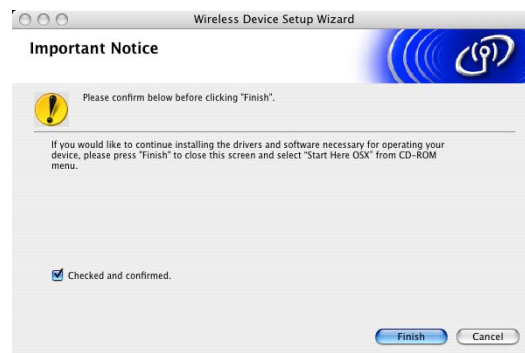 Wireless Device Setup Wizard
Important Notice
Please confirm below before clicking "Finish".
If you would like to continue installing the drivers and software necessary for operating your
device, please press "Finish" to close this screen and select "Start Here OSX" from CD-ROM
menu.
Checked and confirmed.
Finish
Cancel